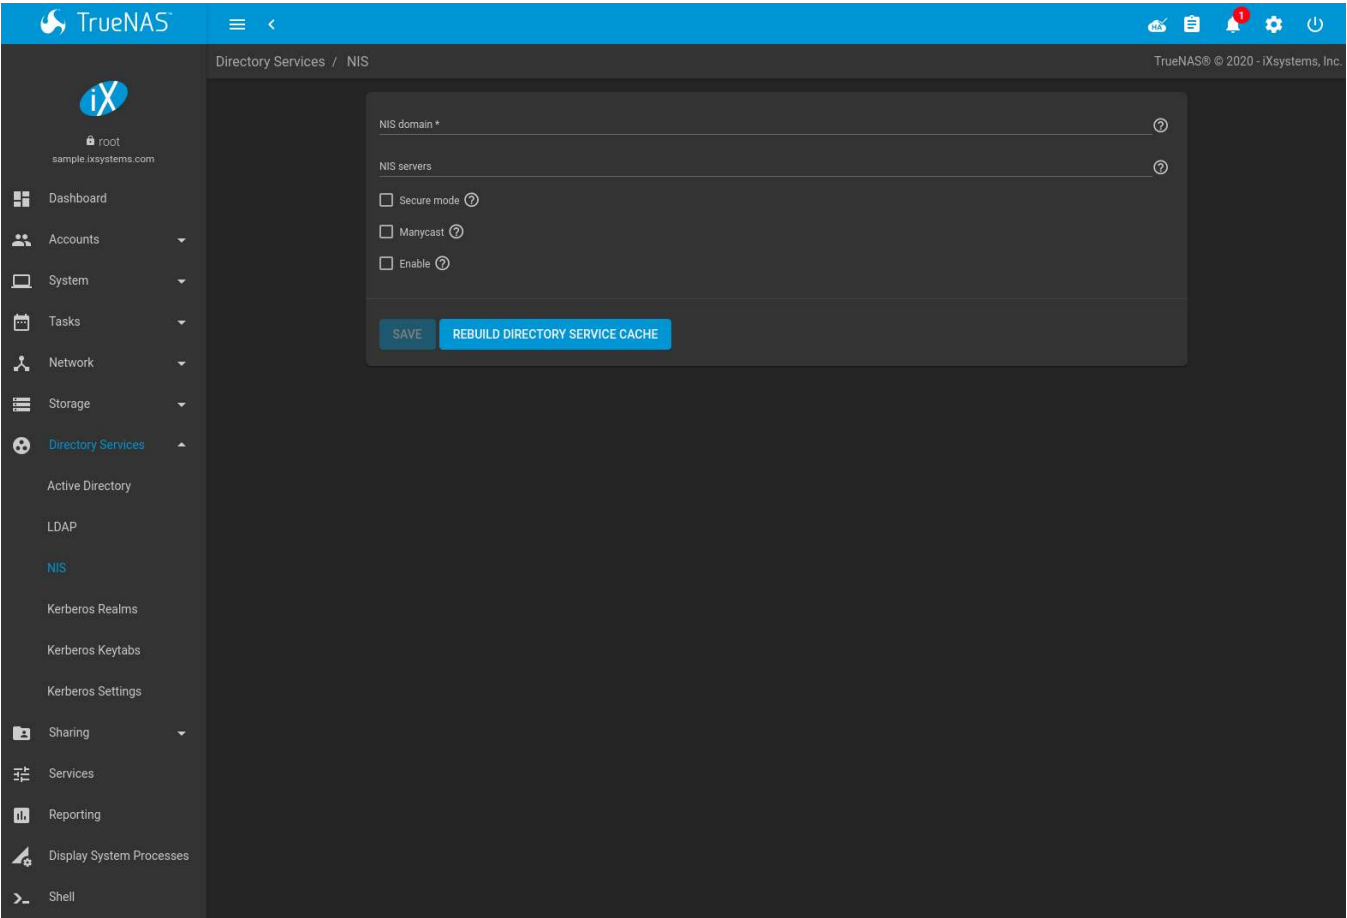 TrueNAS
HA
1
Directory Services / NIS
TrueNAS® © 2020 - iXsystems, Inc.
iX
root
sample.ixsystems.com
NIS domain *
NIS servers
Secure mode
Manycast
Enable
SAVE
REBUILD DIRECTORY SERVICE CACHE
Dashboard
Accounts
System
Tasks
Network
Storage
Directory Services
Active Directory
LDAP
NIS
Kerberos Realms
Kerberos Keytabs
Kerberos Settings
Sharing
Services
Reporting
Display System Processes
Shell